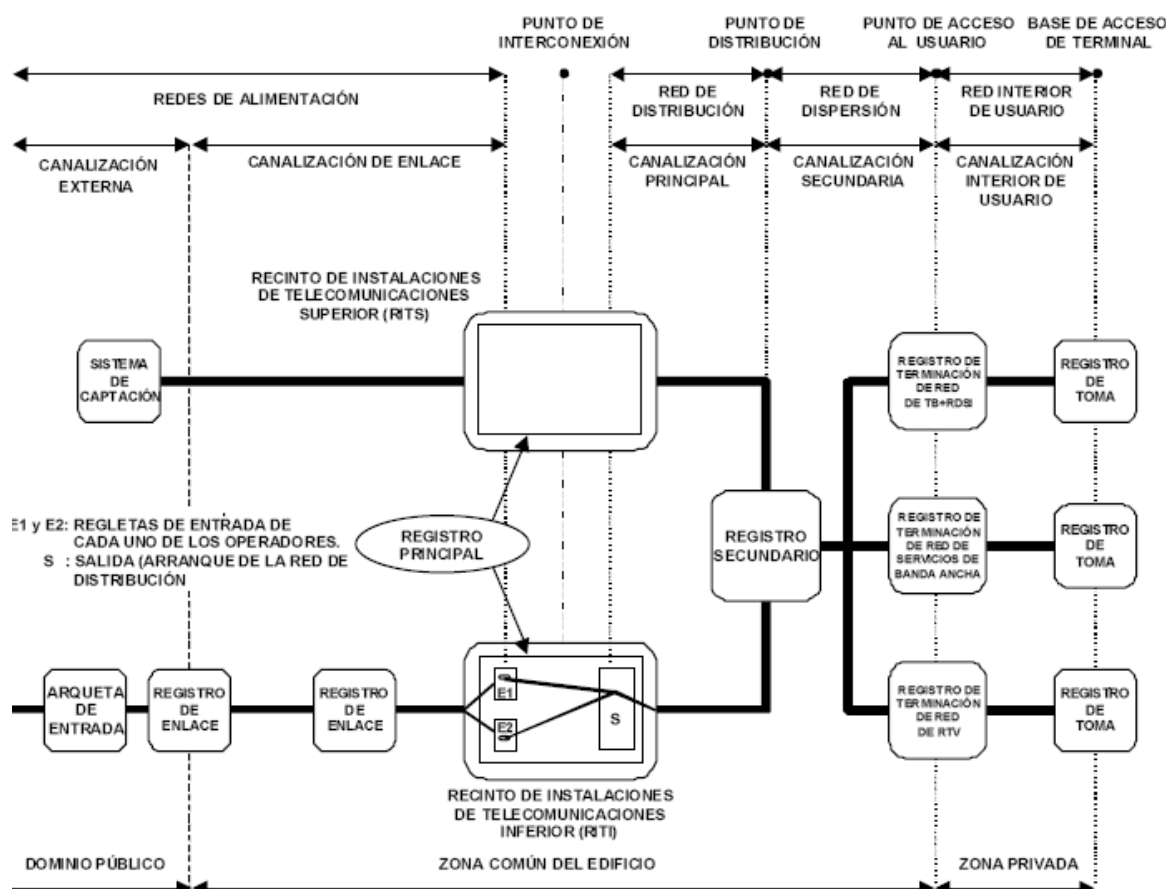 PUNTO DE
INTERCONEXIÓN
PUNTO DE
DISTRIBUCIÓN
PUNTO DE ACCESO
AL USUARIO
BASE DE ACCESO
DE TERMINAL
REDES DE ALIMENTACIÓN
RED DE
DISTRIBUCIÓN
RED DE
DISPERSIÓN
RED INTERIOR
DE USUARIO
CANALIZACIÓN
EXTERNA
CANALIZACIÓN DE ENLACE
CANALIZACIÓN
PRINCIPAL
CANALIZACIÓN
SECUNDARIA
CANALIZACIÓN
INTERIOR DE
USUARIO
RECINTO DE INSTALACIONES
DE TELECOMUNICACIONES
SUPERIOR (RITS)
SISTEMA
DE
CAPTACIÓN
REGISTRO DE
TERMINACIÓN
DE RED
DE TB+RDSI
REGISTRO
DE
TOMA
E1 y E2: REGLETAS DE ENTRADA DE
CADA UNO DE LOS OPERADORES.
S : SALIDA (ARRANQUE DE LA RED DE
DISTRIBUCIÓN
REGISTRO
PRINCIPAL
REGISTRO
SECUNDARIO
REGISTRO DE
TERMINACIÓN
DE RED DE
SERVICIOS DE
BANDA ANCHA
REGISTRO
DE
TOMA
ARQUETA
DE
ENTRADA
REGISTRO
DE
ENLACE
REGISTRO
DE
ENLACE
E1
E2
S
REGISTRO DE
TERMINACIÓN
DE RED
DE RTV
REGISTRO
DE
TOMA
RECINTO DE INSTALACIONES
DE TELECOMUNICACIONES
INFERIOR (RITI)
DOMINIO PÚBLICO
ZONA COMÚN DEL EDIFICIO
ZONA PRIVADA